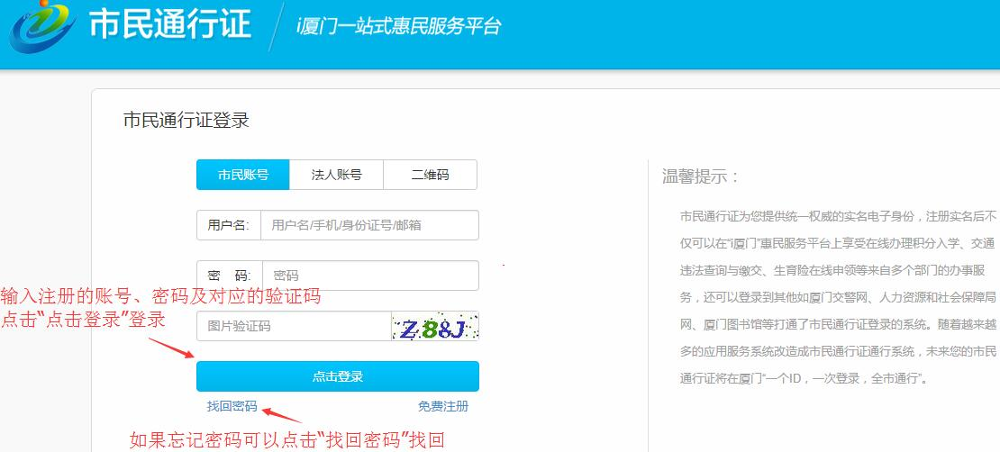 市民通行证
i厦门一站式惠民服务平台
市民通行证登录
市民账号 法人账号 二维码
用户名: 用户名/手机/身份证号/邮箱
密 码: 密码
输入注册的账号、密码及对应的验证码
点击“点击登录”登录
图片验证码 Z88J
点击登录
找回密码 免费注册
如果忘记密码可以点击“找回密码”找回
温馨提示：
市民通行证为您提供统一权威的实名电子身份，注册实名后不
仅可以在“i厦门”惠民服务平台上享受在线办理积分入学、交通
违法查询与缴交、生育险在线申领等来自多个部门的办事服
务，还可以登录到其他如厦门交警网、人力资源和社会保障局
网、厦门图书馆等打通了市民通行证登录的系统。随着越来越
多的应用服务系统改造成市民通行证通行系统，未来您的市民
通行证将在厦门“一个ID，一次登录，全市通行”。